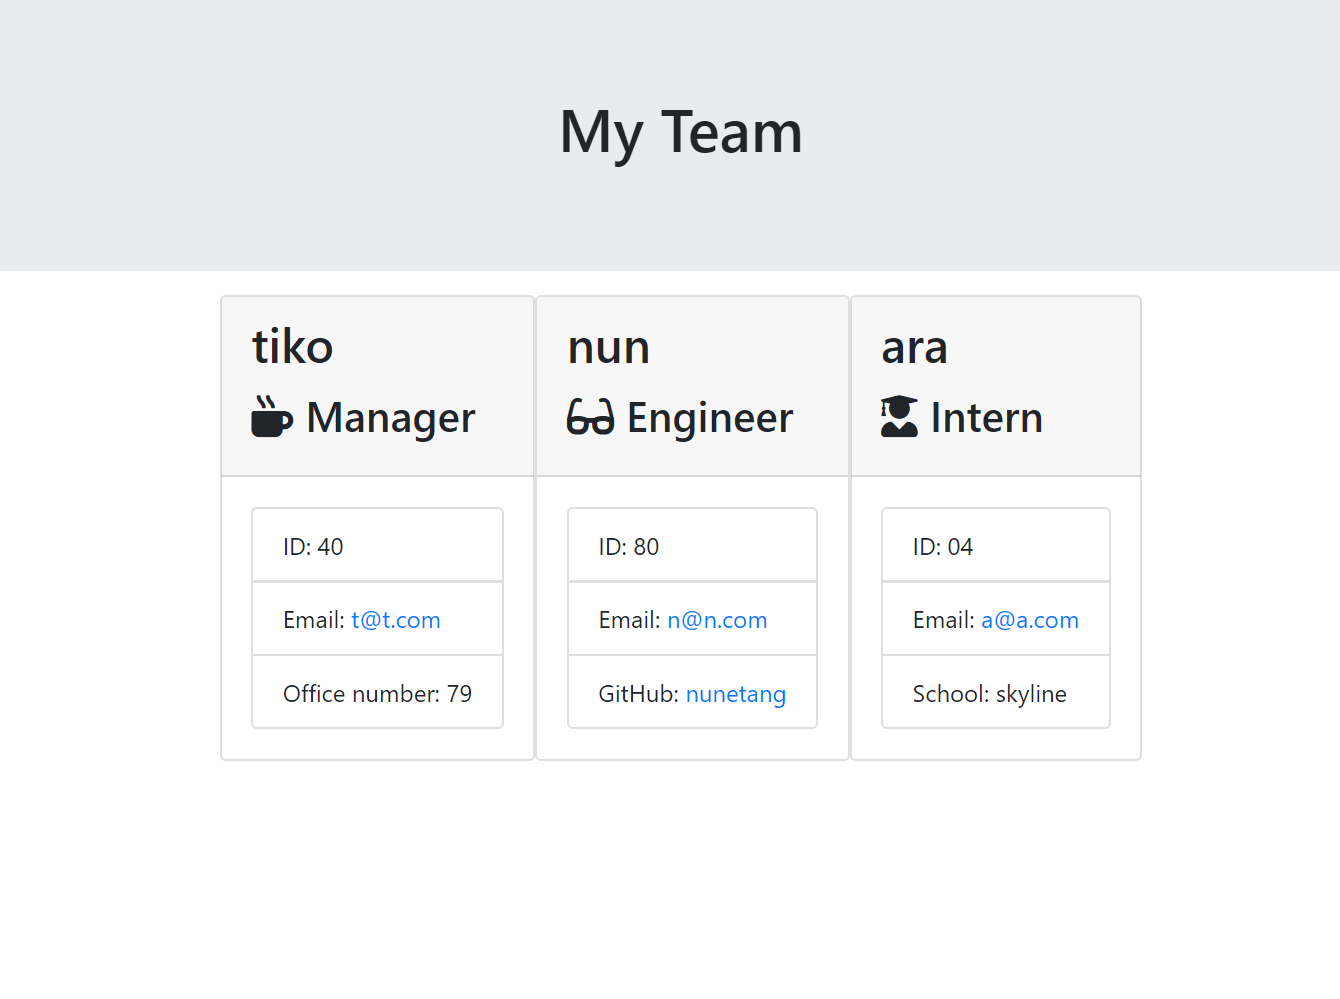 My Team
tiko
Manager
ID: 40
Email: t@t.com
Office number: 79
nun
Engineer
ID: 80
Email: n@n.com
GitHub: nunetang
ara
Intern
ID: 04
Email: a@a.com
School: skyline